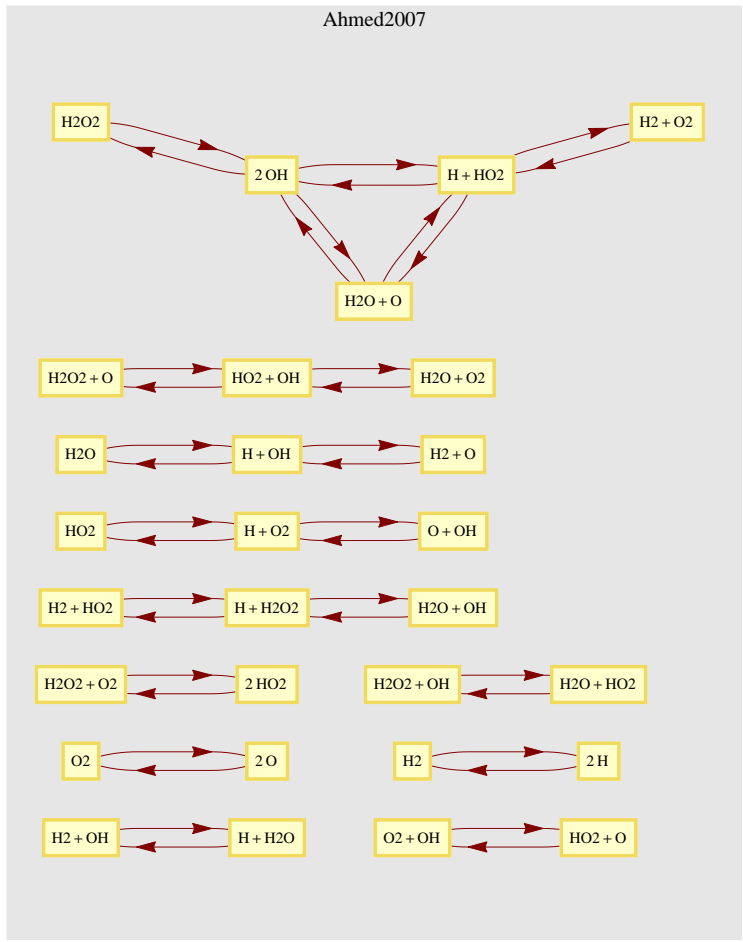 Ahmed2007
H2O2
H2 + O2
2 OH
H + HO2
H2O + O
H2O2 + O
HO2 + OH
H2O + O2
H2O
H + OH
H2 + O
HO2
H + O2
O + OH
H2 + HO2
H + H2O2
H2O + OH
H2O2 + O2
2 HO2
H2O2 + OH
H2O + HO2
O2
2 O
H2
2 H
H2 + OH
H + H2O
O2 + OH
HO2 + O